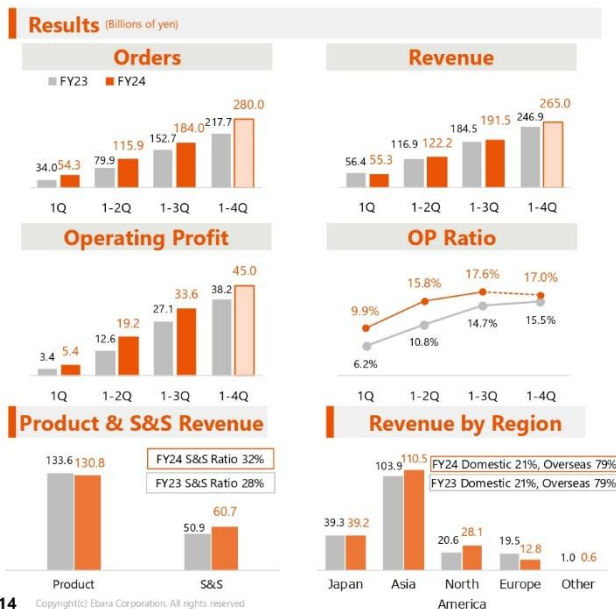 Results (Billions of yen)
Orders
FY23 FY24
34.0 54.3 79.9 115.9 152.7 184.0 217.7 280.0
1Q 1-2Q 1-3Q 1-4Q
Revenue
56.4 55.3 116.9 122.2 184.5 191.5 246.9 265.0
1Q 1-2Q 1-3Q 1-4Q
Operating Profit
3.4 5.4 12.6 19.2 27.1 33.6 38.2 45.0
1Q 1-2Q 1-3Q 1-4Q
OP Ratio
9.9% 15.8% 17.6% 17.0%
6.2% 10.8% 14.7% 15.5%
1Q 1-2Q 1-3Q 1-4Q
Product & S&S Revenue
FY24 S&S Ratio 32%
FY23 S&S Ratio 28%
133.6 130.8 50.9 60.7
Product S&S
Revenue by Region
FY24 Domestic 21%, Overseas 79%
FY23 Domestic 21%, Overseas 79%
39.3 39.2 103.9 110.5 20.6 28.1 19.5 12.8 1.0 0.6
Japan Asia North America Europe Other
14 Copyright(c) Ebara Corporation, All rights reserved